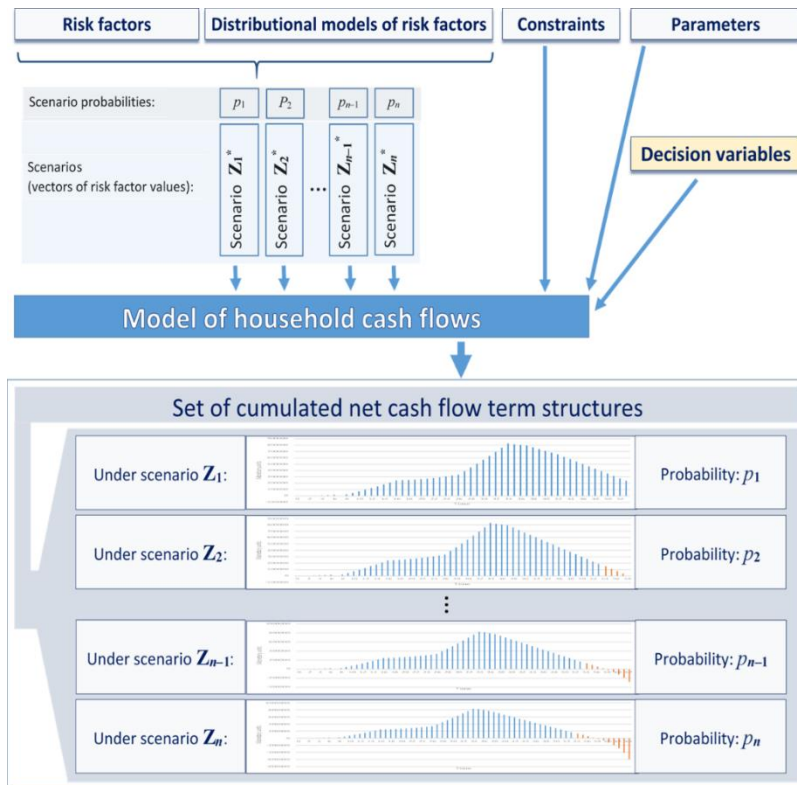 Risk factors
Distributional models of risk factors
Constraints
Parameters
Scenario probabilities:
p1
P2
pn−1
pn
Decision variables
Scenarios
(vectors of risk factor values):
Scenario Z1*
Scenario Z2*
...
Scenario Zn−1*
Scenario Zn*
Model of household cash flows
Set of cumulated net cash flow term structures
Under scenario Z1:
Probability: p1
Under scenario Z2:
Probability: p2
⋮
Under scenario Zn−1:
Probability: pn−1
Under scenario Zn:
Probability: pn